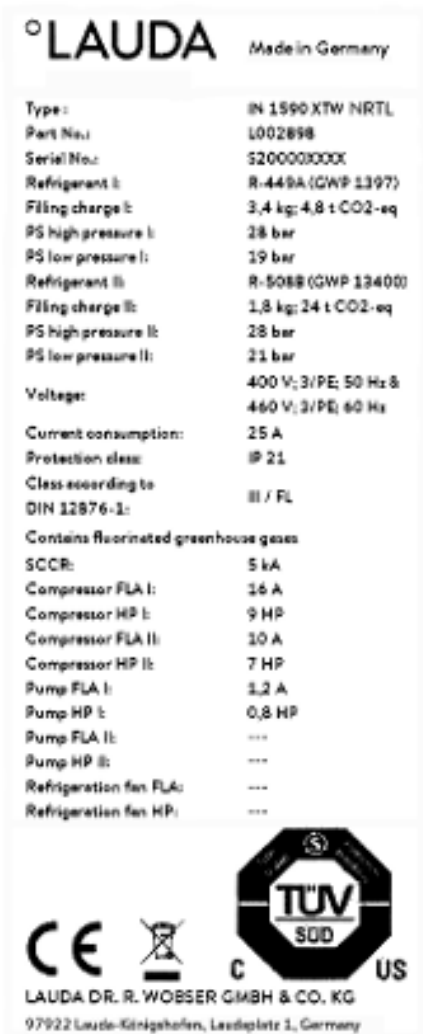 °LAUDA Made in Germany
Type: IN 1590 XTW NRTL
Part No.: L002898
Serial No.: S20000XXXX
Refrigerant I: R-449A (GWP 1397)
Filling charge I: 3,4 kg; 4,8 t CO2-eq
PS high pressure I: 28 bar
PS low pressure I: 19 bar
Refrigerant II: R-508B (GWP 13400)
Filling charge II: 1,8 kg; 24 t CO2-eq
PS high pressure II: 28 bar
PS low pressure II: 21 bar
Voltage: 400 V; 3/PE; 50 Hz &
460 V; 3/PE; 60 Hz
Current consumption: 25 A
Protection class: IP 21
Class according to
DIN 12876-1: III / FL
Contains fluorinated greenhouse gases
SCCR: 5 kA
Compressor FLA I: 16 A
Compressor HP I: 9 HP
Compressor FLA II: 10 A
Compressor HP II: 7 HP
Pump FLA I: 1,2 A
Pump HP I: 0,8 HP
Pump FLA II: ---
Pump HP II: ---
Refrigeration fan FLA: ---
Refrigeration fan HP: ---
CE
S
TÜV
SÜD
C US
LAUDA DR. R. WOBSER GMBH & CO. KG
97922 Lauda-Königshofen, Laudaplatz 1, Germany